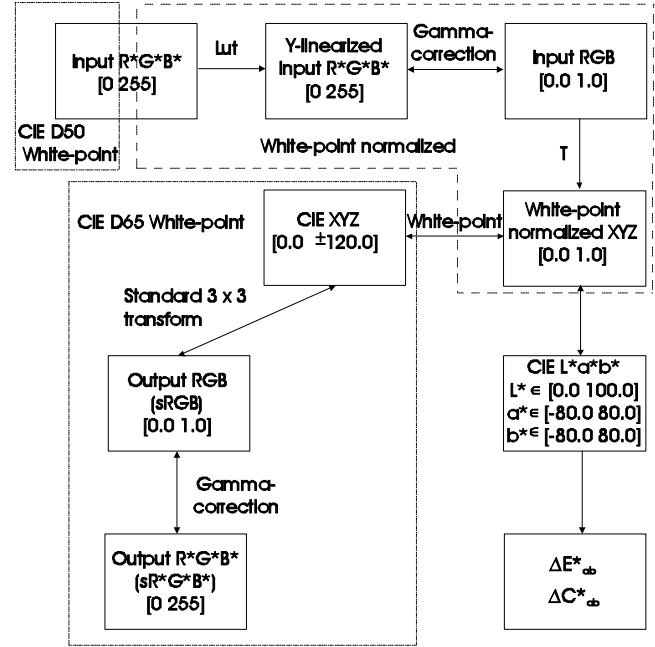 Input R*G*B*
[0 255]
Lut
Y-linearized
Input R*G*B*
[0 255]
Gamma-
correction
Input RGB
[0.0 1.0]
CIE D50
White-point
White-point normalized
T
CIE D65 White-point
CIE XYZ
[0.0 ±120.0]
White-point
White-point
normalized XYZ
[0.0 1.0]
Standard 3 x 3
transform
Output RGB
(sRGB)
[0.0 1.0]
CIE L*a*b*
L* ∈ [0.0 100.0]
a* ∈ [-80.0 80.0]
b* ∈ [-80.0 80.0]
Gamma-
correction
Output R*G*B*
(sR*G*B*)
[0 255]
ΔE*ab
ΔC*ab